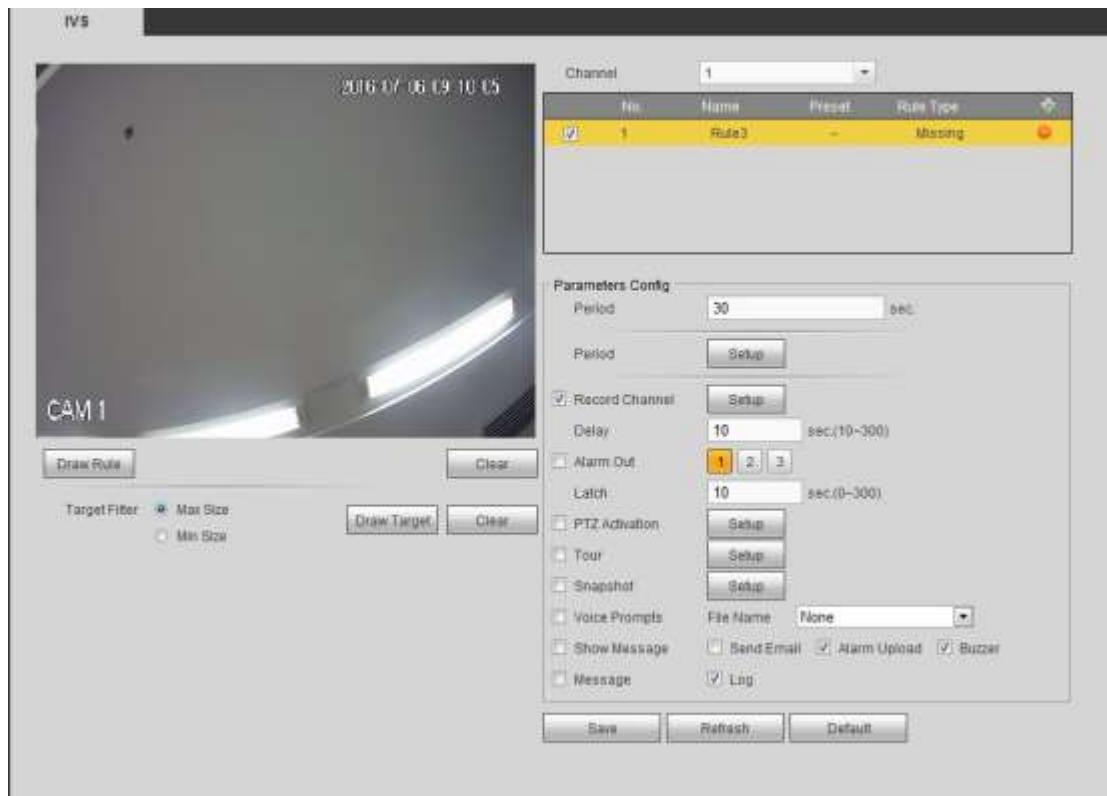 IVS
2016 07 06 09 10 05
CAM 1
Draw Rule Clear
Target Filter Max Size
Min Size
Draw Target Clear
Channel 1
No. Name Preset Rule Type
1 Rule3 -- Missing
Parameters Config
Period 30 sec.
Period Setup
Record Channel Setup
Delay 10 sec.(10~300)
Alarm Out 1 2 3
Latch 10 sec.(0~300)
PTZ Activation Setup
Tour Setup
Snapshot Setup
Voice Prompts File Name None
Show Message Send Email Alarm Upload Buzzer
Message Log
Save Refresh Default